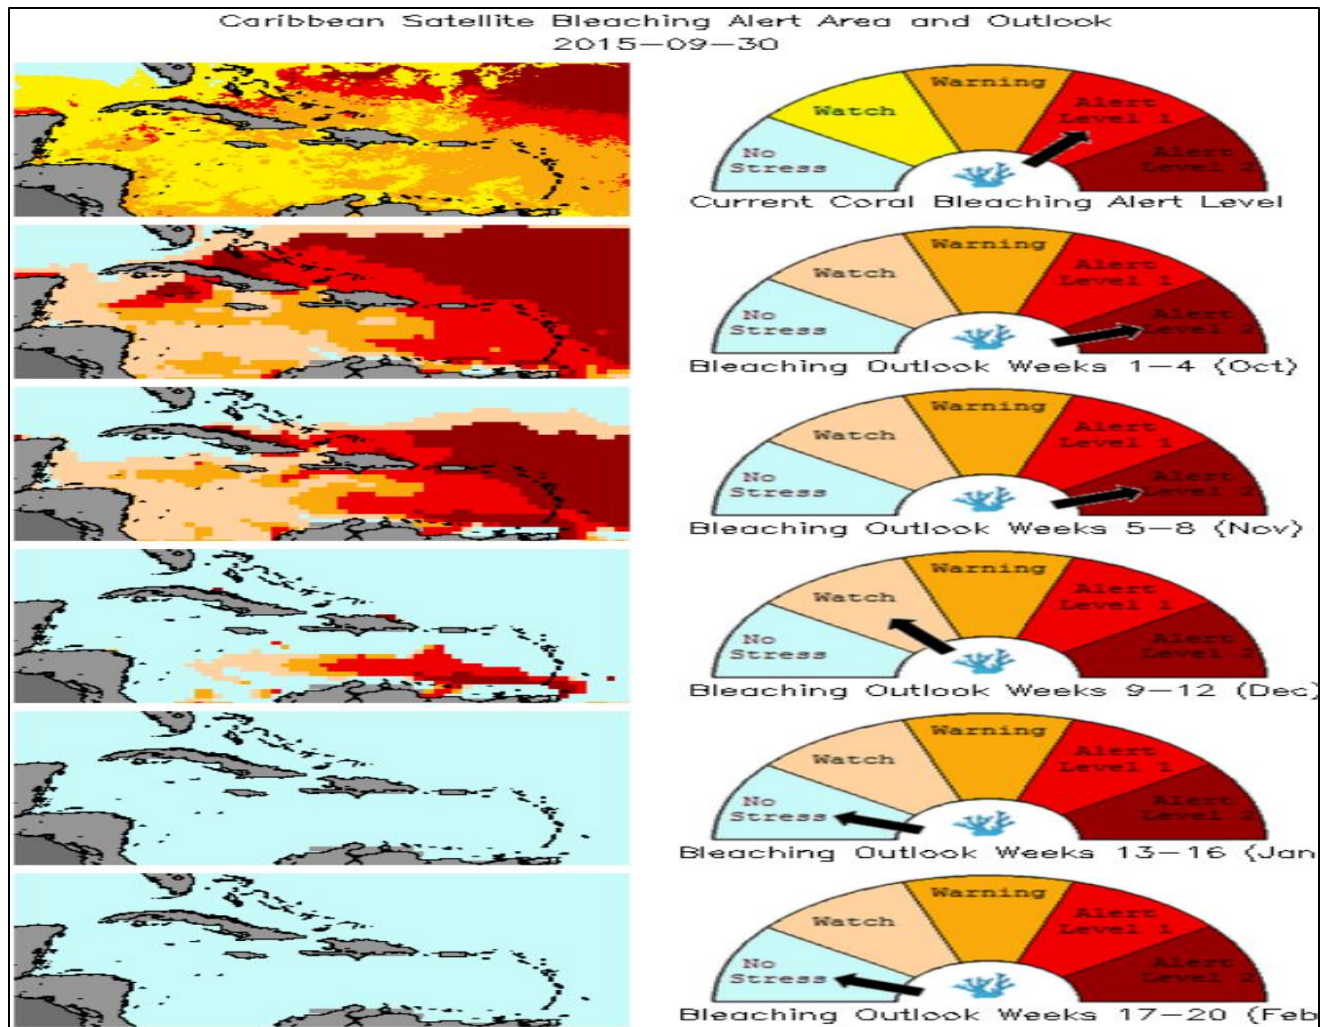 Caribbean Satellite Bleaching Alert Area and Outlook
2015-09-30
Warning
Watch
Alert
Level 1
No
Stress
Alert
Level 2
Current Coral Bleaching Alert Level
Warning
Watch
Alert
Level 1
No
Stress
Alert
Level 2
Bleaching Outlook Weeks 1-4 (Oct)
Warning
Watch
Alert
Level 1
No
Stress
Alert
Level 2
Bleaching Outlook Weeks 5-8 (Nov)
Warning
Watch
Alert
Level 1
No
Stress
Alert
Level 2
Bleaching Outlook Weeks 9-12 (Dec)
Warning
Watch
Alert
Level 1
No
Stress
Alert
Level 2
Bleaching Outlook Weeks 13-16 (Jan
Warning
Watch
Alert
Level 1
No
Stress
Alert
Level 2
Bleaching Outlook Weeks 17-20 (Feb